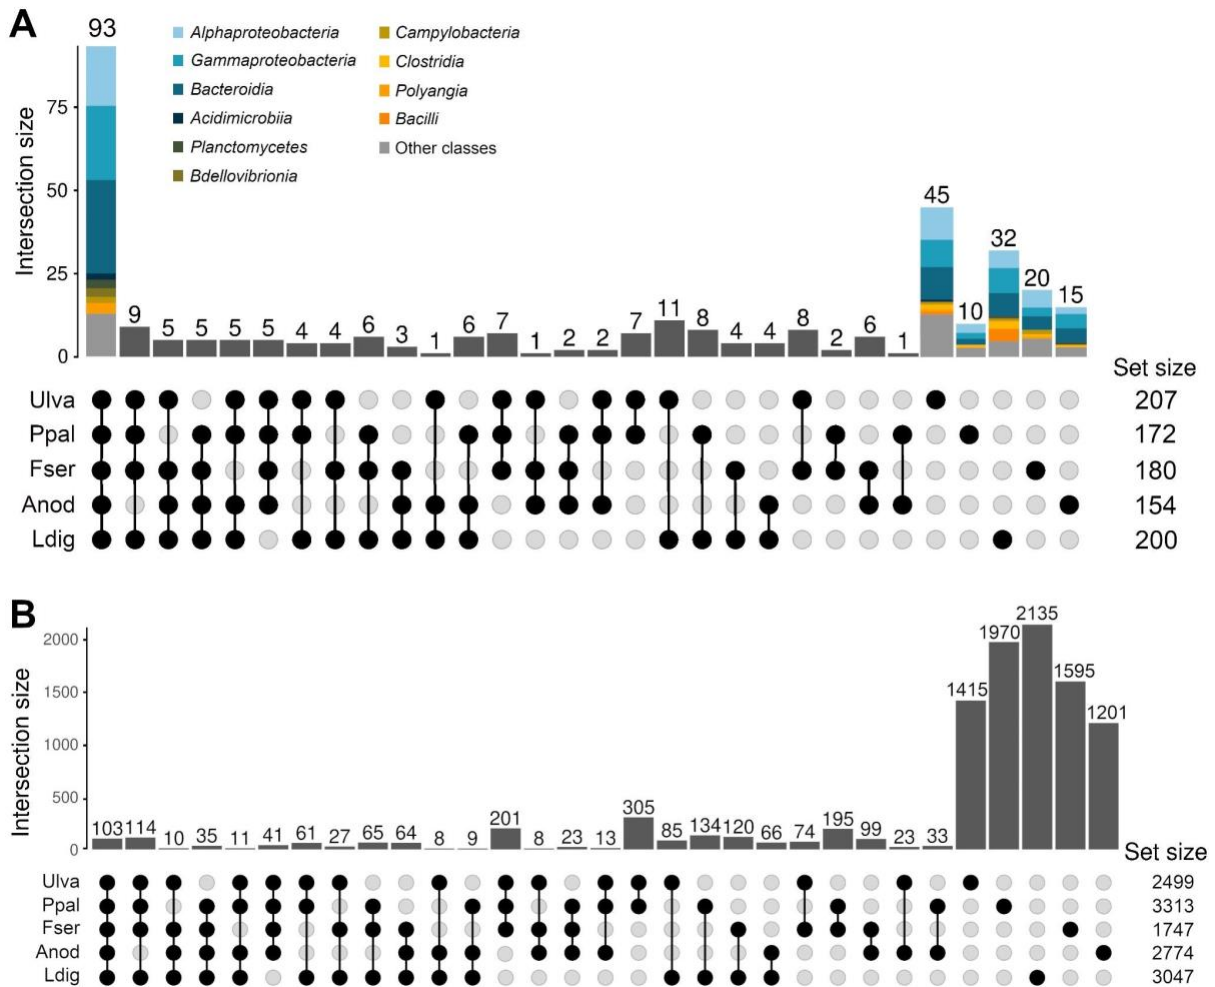 A
93
Alphaproteobacteria
Gammaproteobacteria
Bacteroidia
Acidimicrobiia
Planctomycetes
Bdellovibrionia
Campylobacteria
Clostridia
Polyangia
Bacilli
Other classes
Intersection size
75
50
25
0
9 5 5 5 5 4 4 6 3 1 6 7 1 2 2 7 11 8 4 4 8 2 6 1 45 10 32 20 15
Set size
Ulva 207
Ppal 172
Fser 180
Anod 154
Ldig 200
B
Intersection size
2000
1500
1000
500
0
103 114 10 35 11 41 61 27 65 64 8 9 201 8 23 13 305 85 134 120 66 74 195 99 23 33 1415 1970 2135 1595 1201
Set size
Ulva 2499
Ppal 3313
Fser 1747
Anod 2774
Ldig 3047